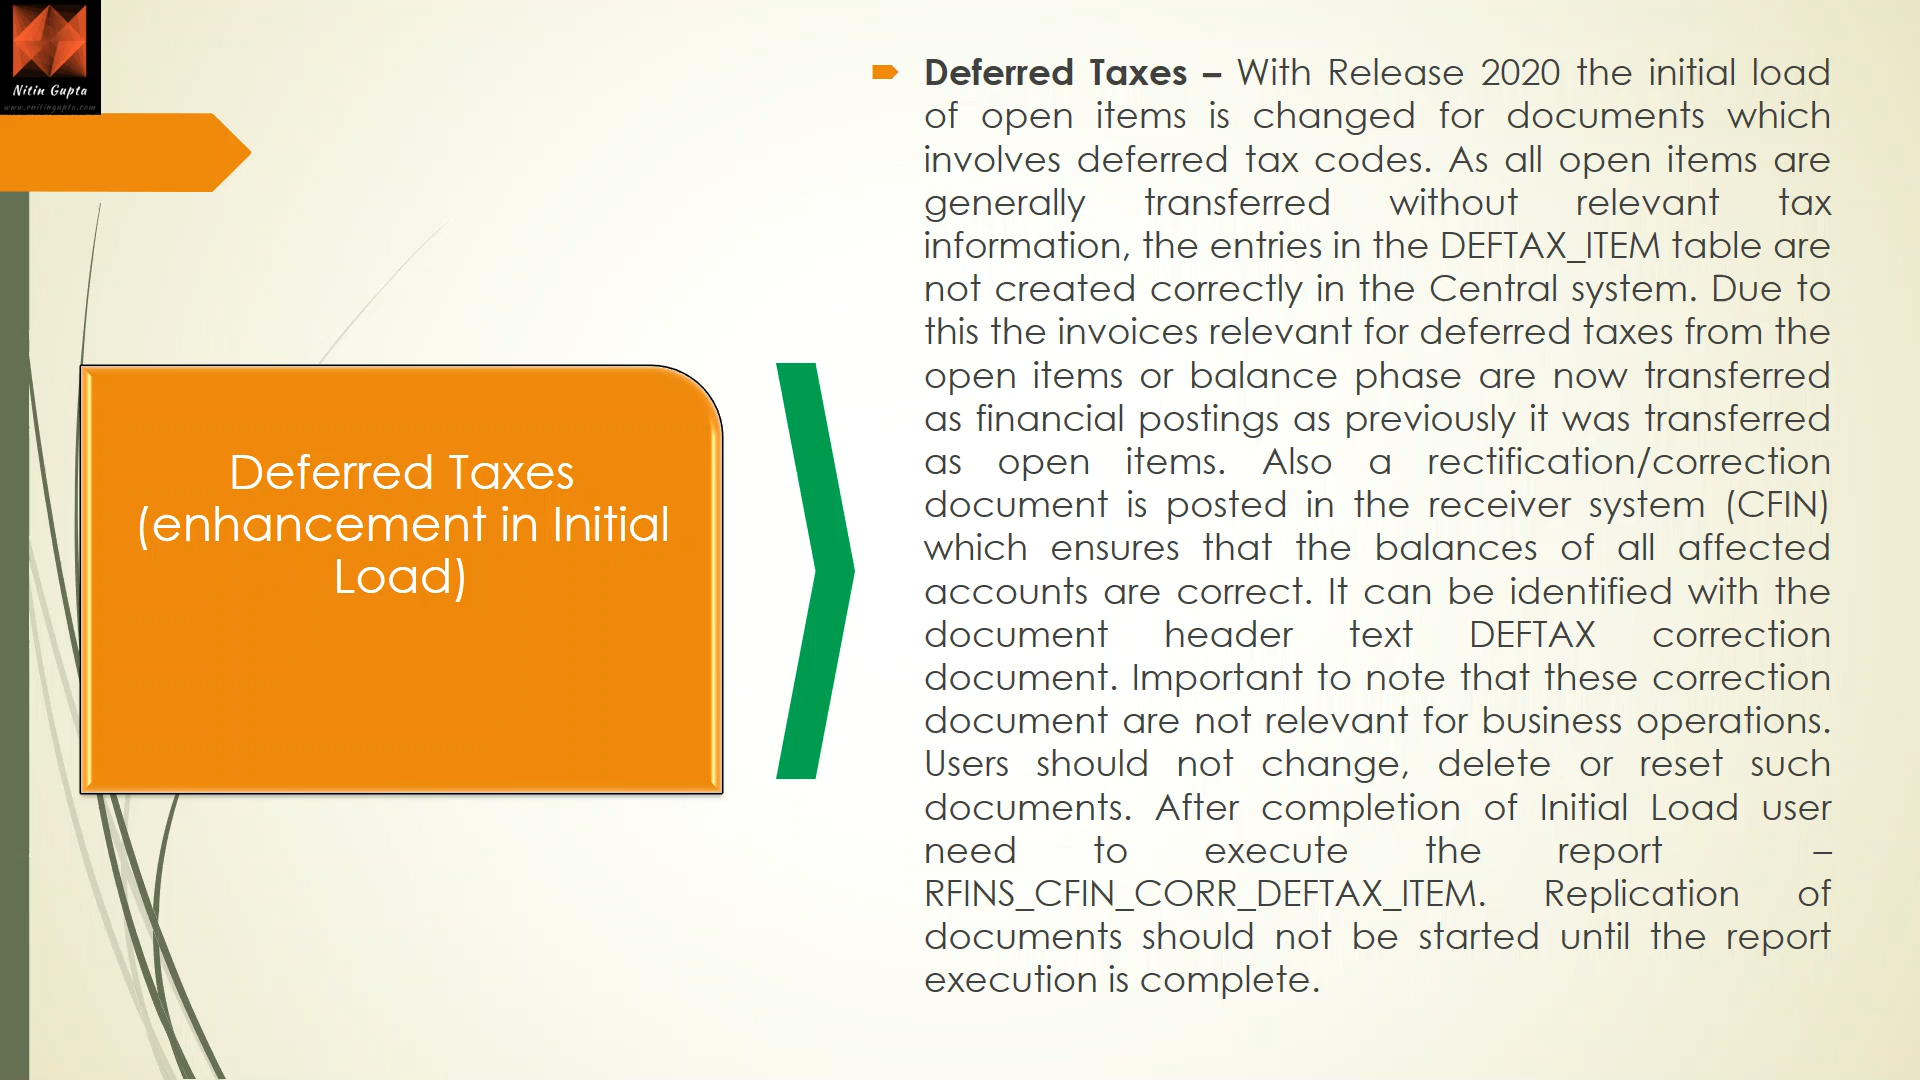 Nitin Gupta
www.rnitingupta.com
Deferred Taxes
(enhancement in Initial
Load)
Deferred Taxes – With Release 2020 the initial load
of open items is changed for documents which
involves deferred tax codes. As all open items are
generally transferred without relevant tax
information, the entries in the DEFTAX_ITEM table are
not created correctly in the Central system. Due to
this the invoices relevant for deferred taxes from the
open items or balance phase are now transferred
as financial postings as previously it was transferred
as open items. Also a rectification/correction
document is posted in the receiver system (CFIN)
which ensures that the balances of all affected
accounts are correct. It can be identified with the
document header text DEFTAX correction
document. Important to note that these correction
document are not relevant for business operations.
Users should not change, delete or reset such
documents. After completion of Initial Load user
need to execute the report –
RFINS_CFIN_CORR_DEFTAX_ITEM. Replication of
documents should not be started until the report
execution is complete.